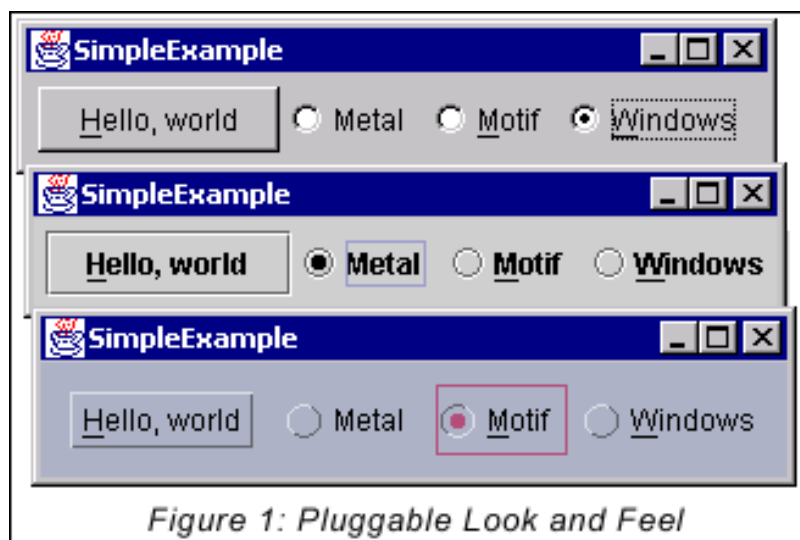 SimpleExample
Hello, world Metal Motif Windows
SimpleExample
Hello, world Metal Motif Windows
SimpleExample
Hello, world Metal Motif Windows
Figure 1: Pluggable Look and Feel